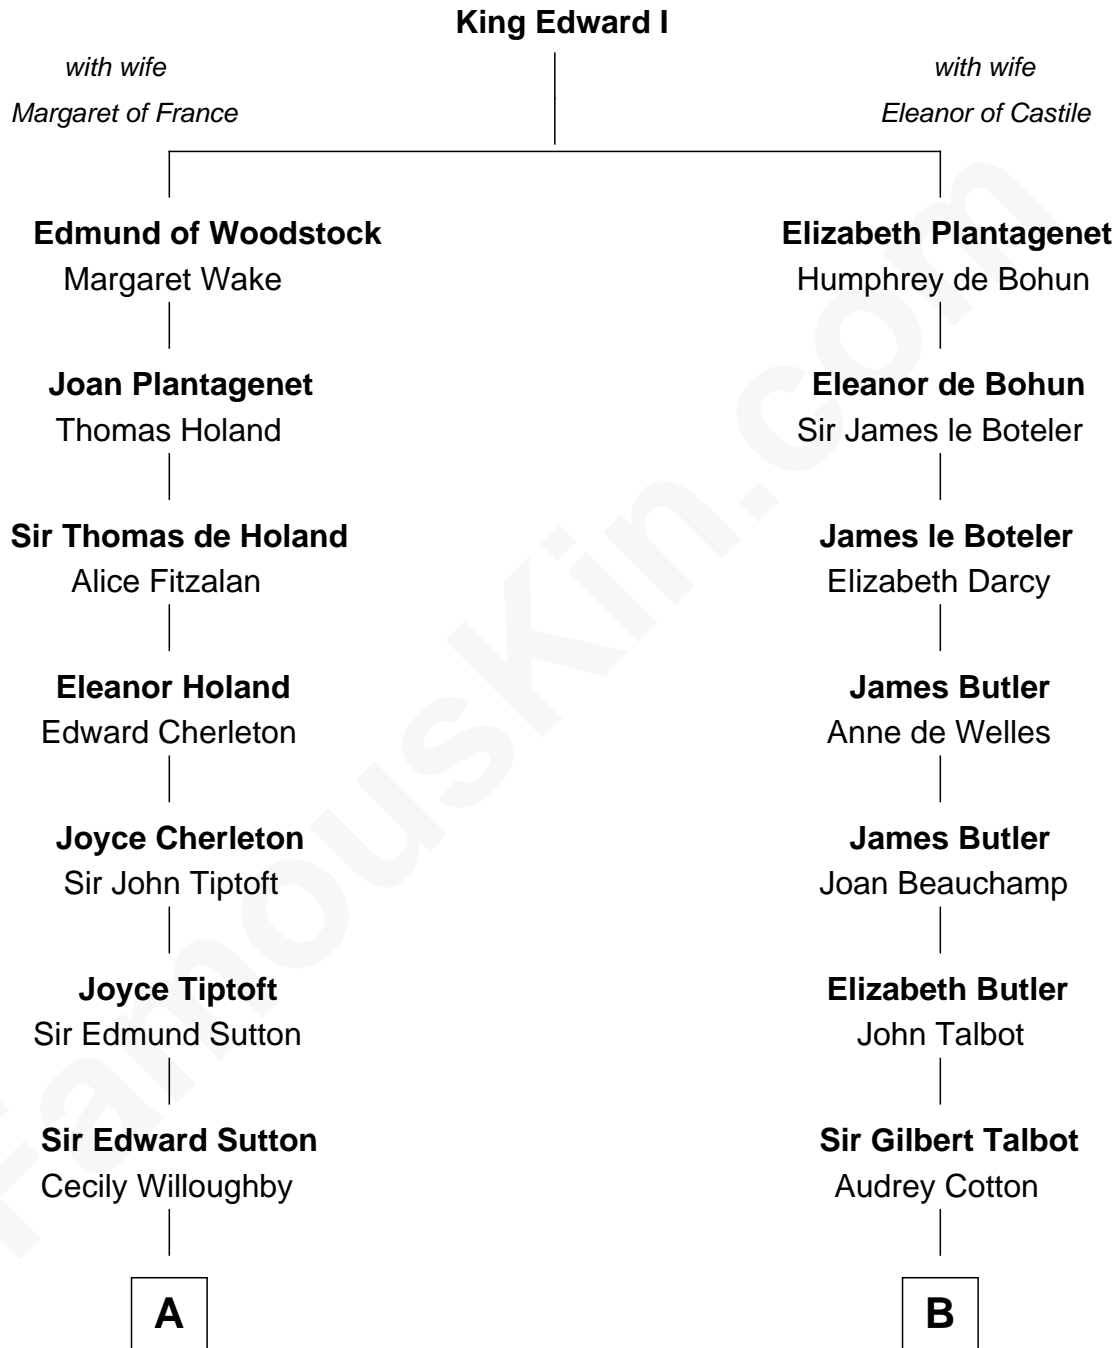 King Edward I
with wife
Margaret of France
with wife
Eleanor of Castile
Edmund of Woodstock
Margaret Wake
Elizabeth Plantagenet
Humphrey de Bohun
Joan Plantagenet
Thomas Holand
Eleanor de Bohun
Sir James le Boteler
Sir Thomas de Holand
Alice Fitzalan
James le Boteler
Elizabeth Darcy
Eleanor Holand
Edward Cherleton
James Butler
Anne de Welles
Joyce Cherleton
Sir John Tiptoft
James Butler
Joan Beauchamp
Joyce Tiptoft
Sir Edmund Sutton
Elizabeth Butler
John Talbot
Sir Edward Sutton
Cecily Willoughby
Sir Gilbert Talbot
Audrey Cotton
A
B
FamousKin.com